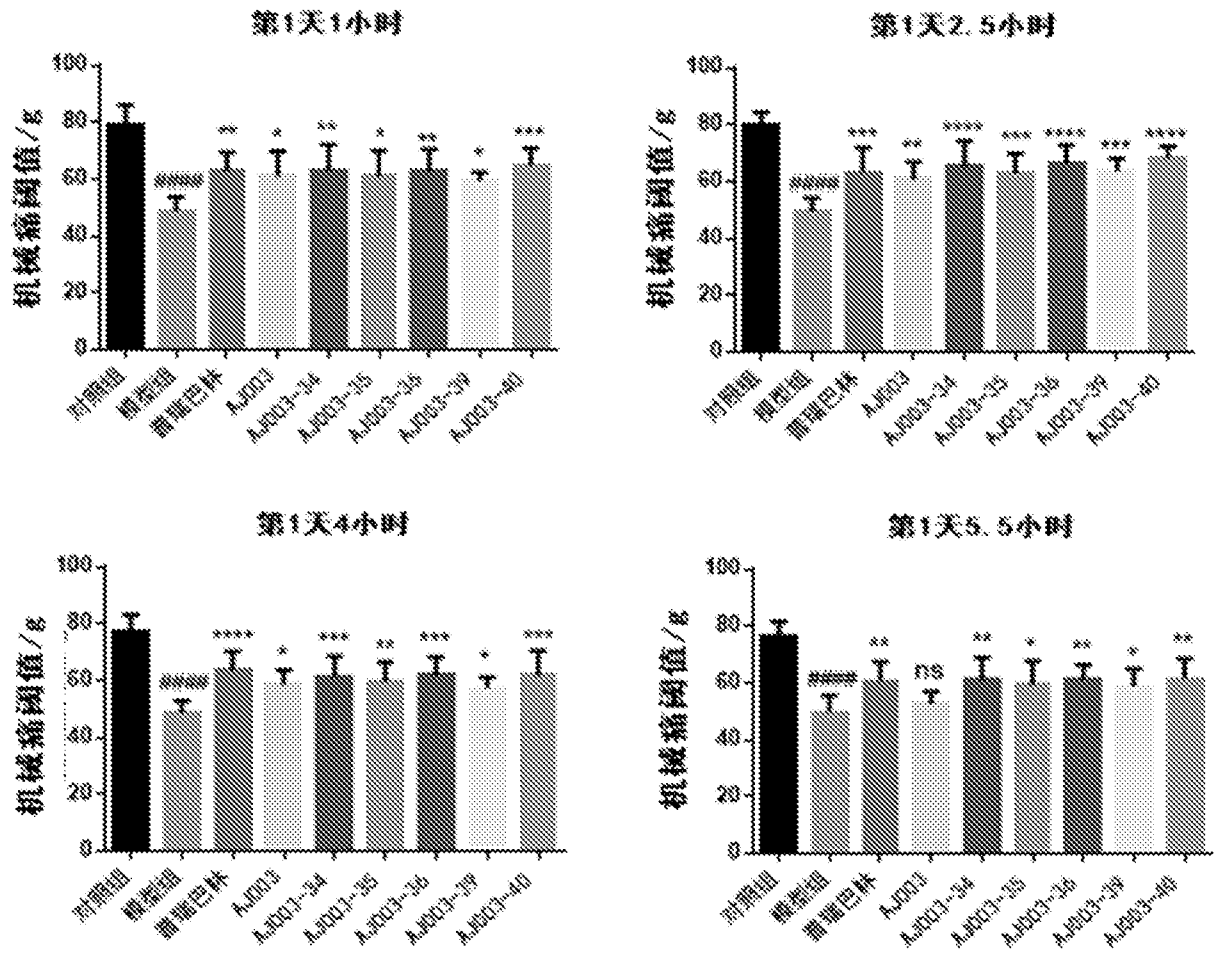 第1天1小时
机械痛阈值/g
100
80
60
40
20
0
####
**
*
**
*
**
*
***
对照组
模型组
普瑞巴林
AJ003
AJ003-34
AJ003-35
AJ003-36
AJ003-39
AJ003-40
第1天2.5小时
机械痛阈值/g
100
80
60
40
20
0
####
***
**
****
***
****
***
****
对照组
模型组
普瑞巴林
AJ003
AJ003-34
AJ003-35
AJ003-36
AJ003-39
AJ003-40
第1天4小时
机械痛阈值/g
100
80
60
40
20
0
####
****
*
***
**
***
*
***
对照组
模型组
普瑞巴林
AJ003
AJ003-34
AJ003-35
AJ003-36
AJ003-39
AJ003-40
第1天5.5小时
机械痛阈值/g
100
80
60
40
20
0
####
**
ns
**
*
**
*
**
对照组
模型组
普瑞巴林
AJ003
AJ003-34
AJ003-35
AJ003-36
AJ003-39
AJ003-40